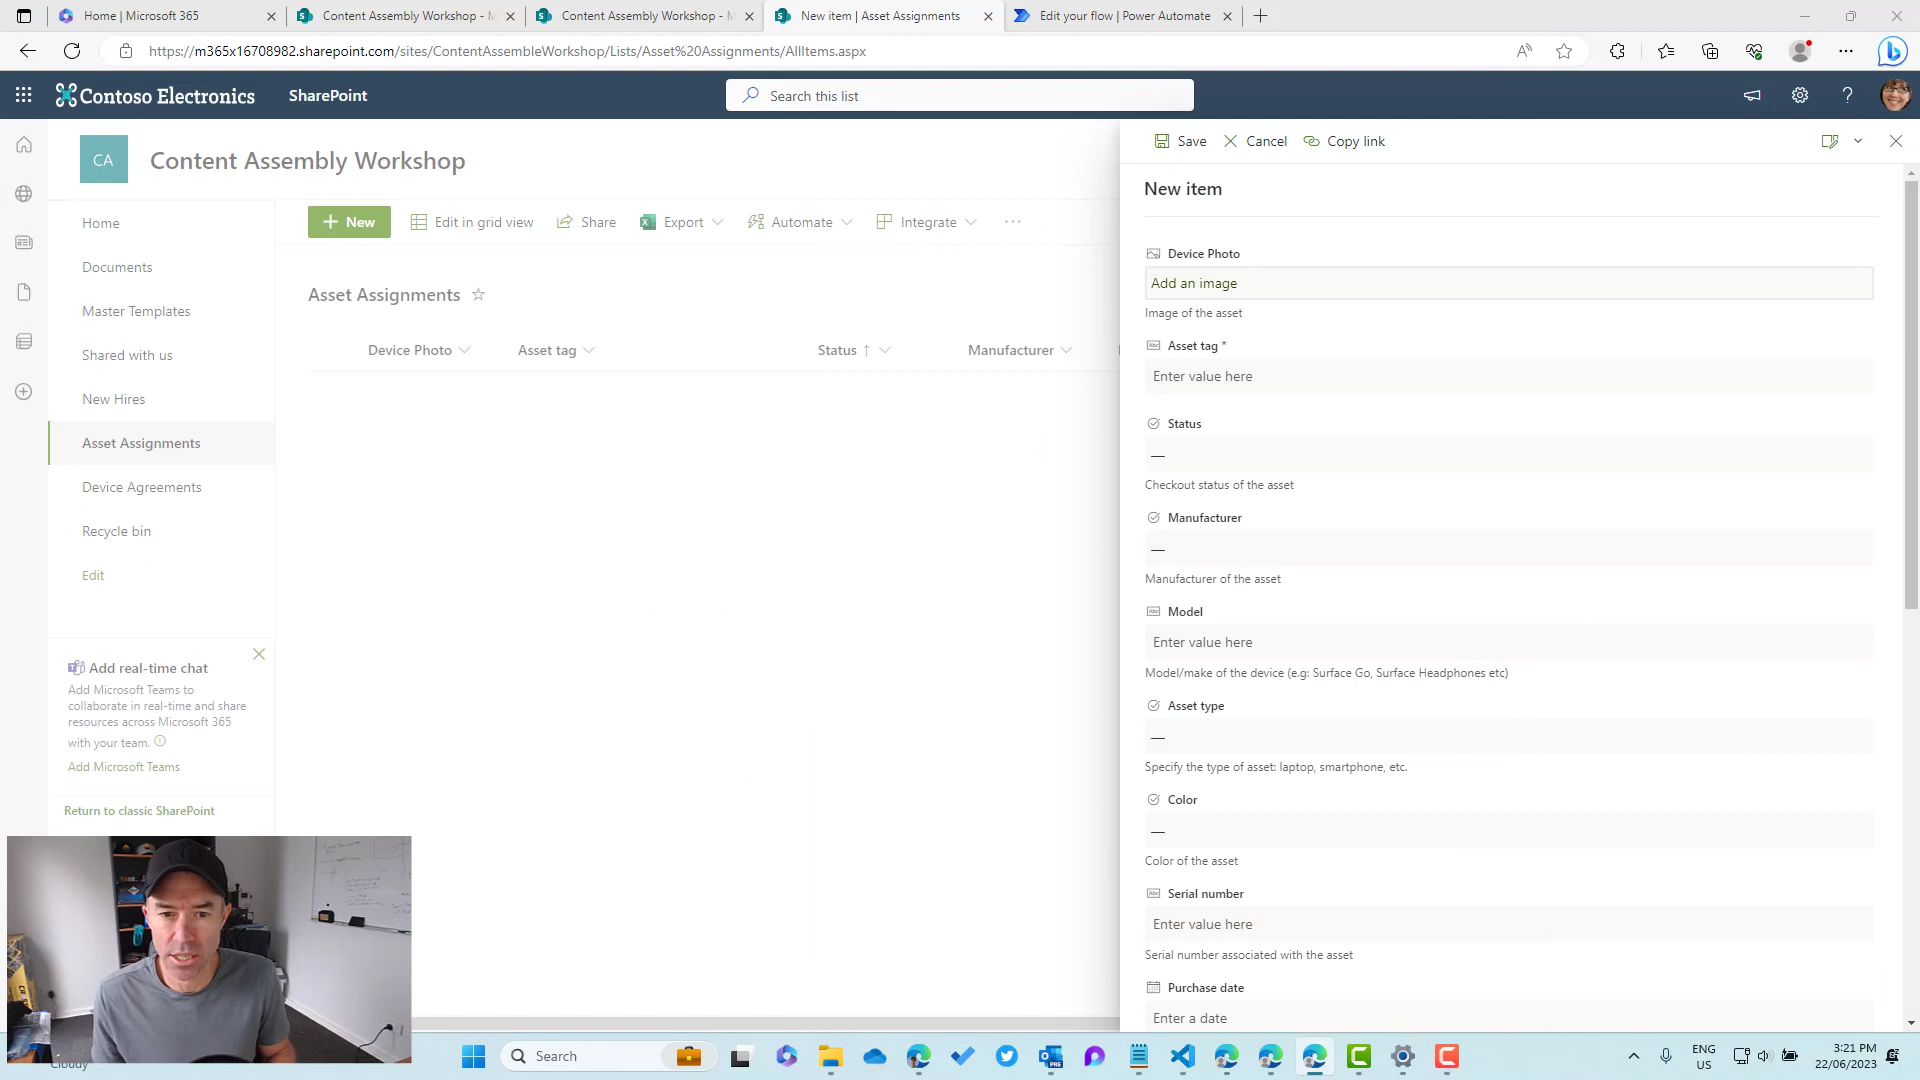 Home | Microsoft 365
Content Assembly Workshop - M
Content Assembly Workshop - M
New item | Asset Assignments
Edit your flow | Power Automate
https://m365x16708982.sharepoint.com/sites/ContentAssembleWorkshop/Lists/Asset%20Assignments/AllItems.aspx
Contoso Electronics
SharePoint
Search this list
CA
Content Assembly Workshop
Home
Documents
Master Templates
Shared with us
New Hires
Asset Assignments
Device Agreements
Recycle bin
Edit
Add real-time chat
Add Microsoft Teams to
collaborate in real-time and share
resources across Microsoft 365
with your team.
Add Microsoft Teams
Return to classic SharePoint
New
Edit in grid view
Share
Export
Automate
Integrate
Asset Assignments
Device Photo
Asset tag
Status
Manufacturer
Save
Cancel
Copy link
New item
Device Photo
Add an image
Image of the asset
Asset tag *
Enter value here
Status
—
Checkout status of the asset
Manufacturer
—
Manufacturer of the asset
Model
Enter value here
Model/make of the device (e.g: Surface Go, Surface Headphones etc)
Asset type
—
Specify the type of asset: laptop, smartphone, etc.
Color
—
Color of the asset
Serial number
Enter value here
Serial number associated with the asset
Purchase date
Enter a date
Cloudy
Search
ENG
US
3:21 PM
22/06/2023